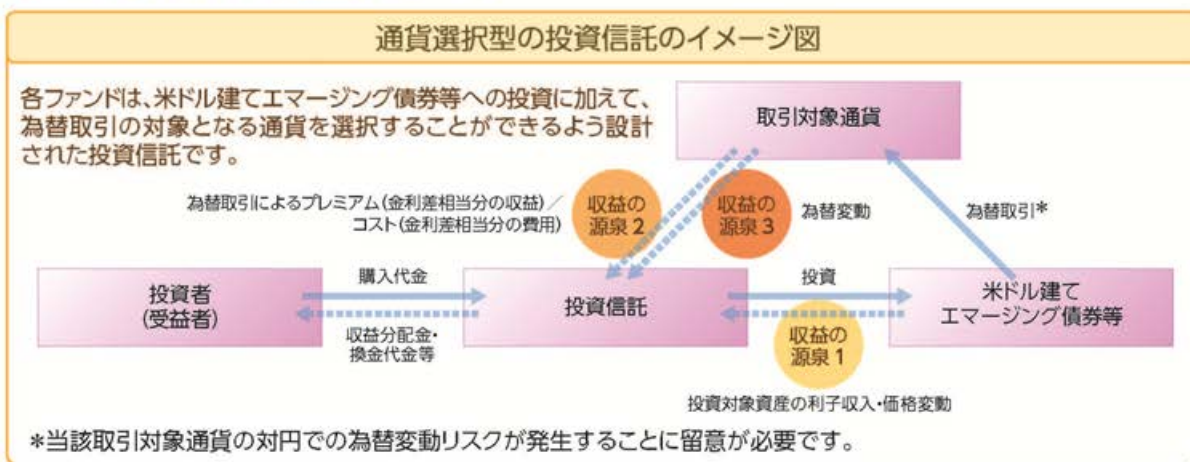 通貨選択型の投資信託のイメージ図
各ファンドは、米ドル建てエマージング債券等への投資に加えて、
為替取引の対象となる通貨を選択することができるよう設計
された投資信託です。
取引対象通貨
為替取引によるプレミアム(金利差相当分の収益)／
コスト(金利差相当分の費用)
収益の
源泉2
収益の
源泉3
為替変動
為替取引*
投資者
(受益者)
購入代金
収益分配金・
換金代金等
投資信託
投資
収益の
源泉1
米ドル建て
エマージング債券等
投資対象資産の利子収入・価格変動
*当該取引対象通貨の対円での為替変動リスクが発生することに留意が必要です。